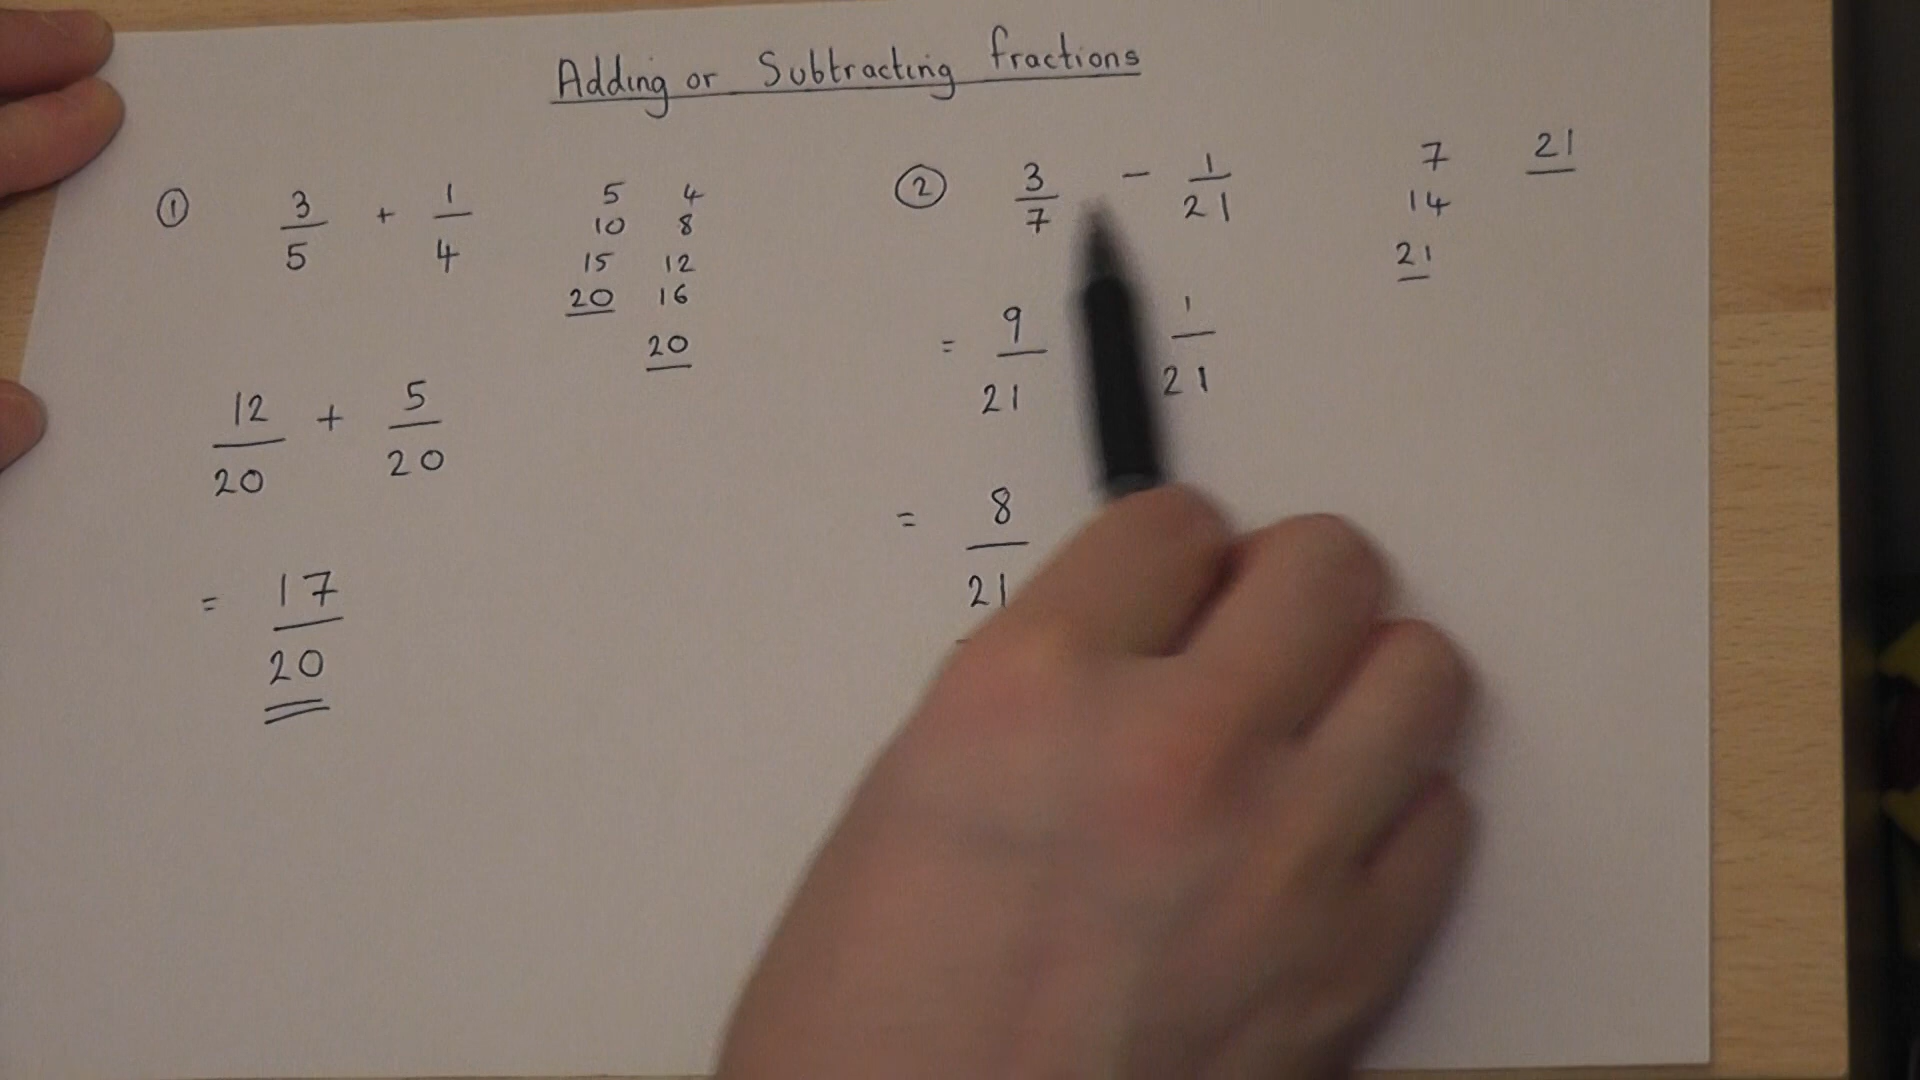 Adding or Subtracting fractions
① 3/5 + 1/4
5 4
10 8
15 12
20 16
20
12/20 + 5/20
= 17/20
② 3/7 - 1/21
7 21
14
21
= 9/21 1/21
= 8/21